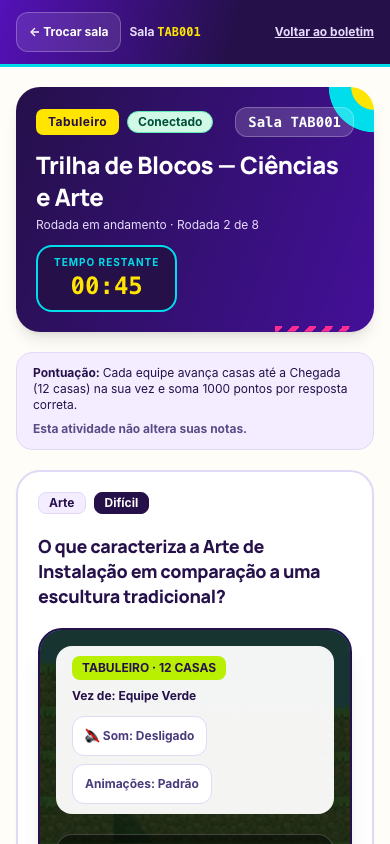 ← Trocar sala Sala TAB001 Voltar ao boletim
Tabuleiro Conectado Sala TAB001
Trilha de Blocos — Ciências
e Arte
Rodada em andamento · Rodada 2 de 8
TEMPO RESTANTE
00:45
Pontuação: Cada equipe avança casas até a Chegada
(12 casas) na sua vez e soma 1000 pontos por resposta
correta.
Esta atividade não altera suas notas.
Arte Difícil
O que caracteriza a Arte de
Instalação em comparação a uma
escultura tradicional?
TABULEIRO · 12 CASAS
Vez de: Equipe Verde
Som: Desligado
Animações: Padrão